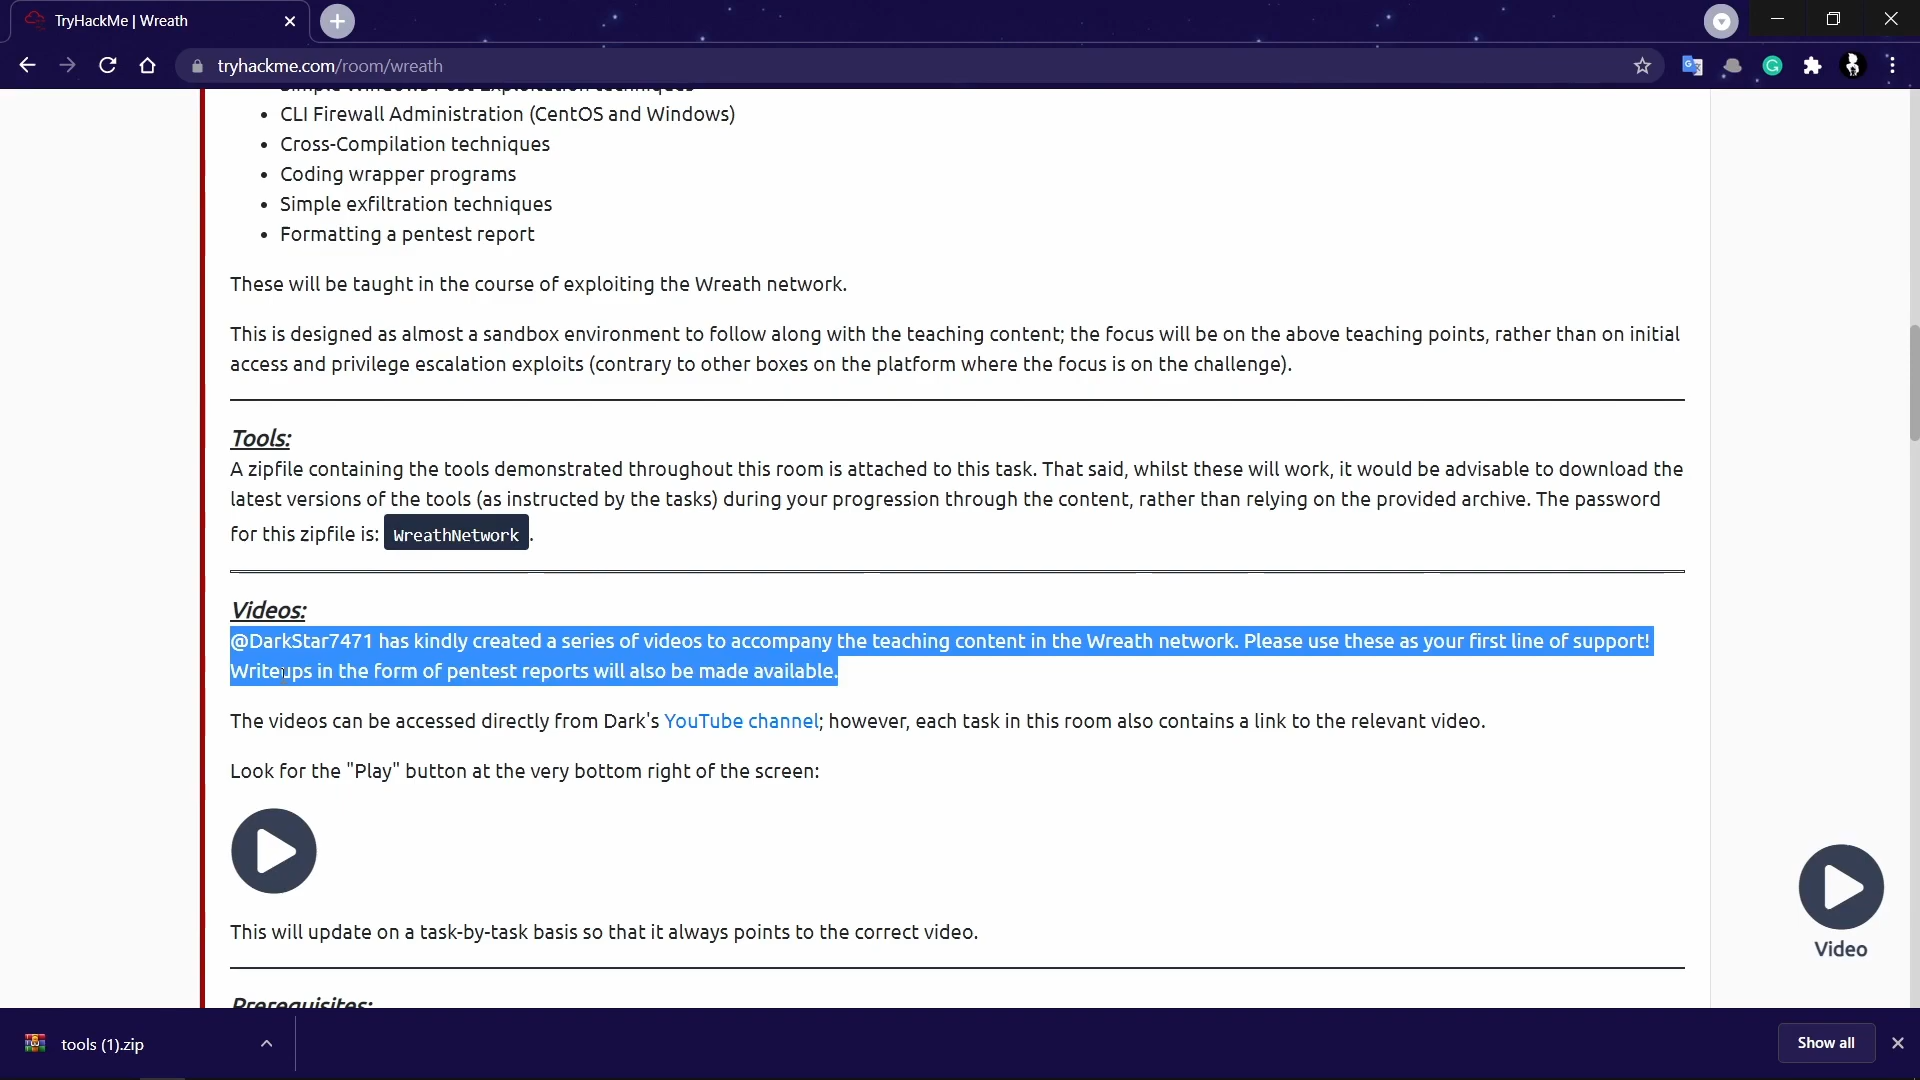 TryHackMe | Wreath
tryhackme.com/room/wreath
Simple Windows Post Exploitation techniques
• CLI Firewall Administration (CentOS and Windows)
• Cross-Compilation techniques
• Coding wrapper programs
• Simple exfiltration techniques
• Formatting a pentest report
These will be taught in the course of exploiting the Wreath network.
This is designed as almost a sandbox environment to follow along with the teaching content; the focus will be on the above teaching points, rather than on initial
access and privilege escalation exploits (contrary to other boxes on the platform where the focus is on the challenge).
Tools:
A zipfile containing the tools demonstrated throughout this room is attached to this task. That said, whilst these will work, it would be advisable to download the
latest versions of the tools (as instructed by the tasks) during your progression through the content, rather than relying on the provided archive. The password
for this zipfile is: WreathNetwork.
Videos:
@DarkStar7471 has kindly created a series of videos to accompany the teaching content in the Wreath network. Please use these as your first line of support!
Writeups in the form of pentest reports will also be made available.
The videos can be accessed directly from Dark's YouTube channel; however, each task in this room also contains a link to the relevant video.
Look for the "Play" button at the very bottom right of the screen:
Video
This will update on a task-by-task basis so that it always points to the correct video.
Prerequisites:
tools (1).zip
Show all